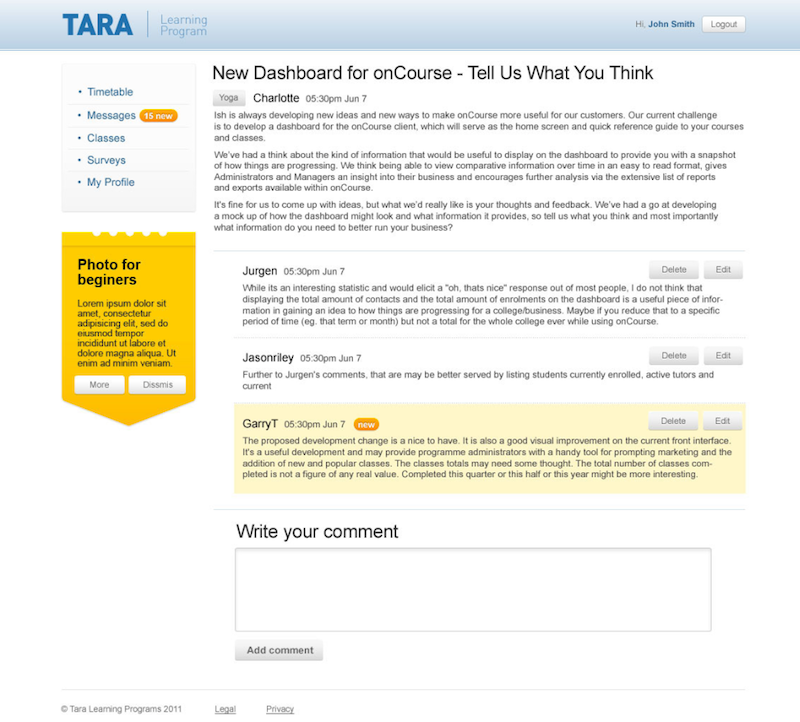 TARA
Learning
Program
Hi, John Smith
Logout
Timetable
Messages 15 new
Classes
Surveys
My Profile
Photo for
beginers
Lorem ipsum dolor sit
amet, consectetur
adipisicing elit, sed do
eiusmod tempor
incididunt ut labore et
dolore magna aliqua. Ut
enim ad minim veniam.
More
Dissmis
New Dashboard for onCourse - Tell Us What You Think
Yoga Charlotte 05:30pm Jun 7
Ish is always developing new ideas and new ways to make onCourse more useful for our customers. Our current challenge
is to develop a dashboard for the onCourse client, which will serve as the home screen and quick reference guide to your courses
and classes.
We've had a think about the kind of information that would be useful to display on the dashboard to provide you with a snapshot
of how things are progressing. We think being able to view comparative information over time in an easy to read format, gives
Administrators and Managers an insight into their business and encourages further analysis via the extensive list of reports
and exports available within onCourse.
It's fine for us to come up with ideas, but what we'd really like is your thoughts and feedback. We've had a go at developing
a mock up of how the dashboard might look and what information it provides, so tell us what you think and most importantly
what information do you need to better run your business?
Jurgen 05:30pm Jun 7
Delete
Edit
While its an interesting statistic and would elicit a "oh, thats nice" response out of most people, I do not think that
displaying the total amount of contacts and the total amount of enrolments on the dashboard is a useful piece of infor-
mation in gaining an idea to how things are progressing for a college/business. Maybe if you reduce that to a specific
period of time (eg. that term or month) but not a total for the whole college ever while using onCourse.
Jasonriley 05:30pm Jun 7
Delete
Edit
Further to Jurgen's comments, that are may be better served by listing students currently enrolled, active tutors and
current
GarryT 05:30pm Jun 7 new
Delete
Edit
The proposed development change is a nice to have. It is also a good visual improvement on the current front interface.
It's a useful development and may provide programme administrators with a handy tool for prompting marketing and the
addition of new and popular classes. The classes totals may need some thought. The total number of classes com-
pleted is not a figure of any real value. Completed this quarter or this half or this year might be more interesting.
Write your comment
Add comment
© Tara Learning Programs 2011
Legal
Privacy